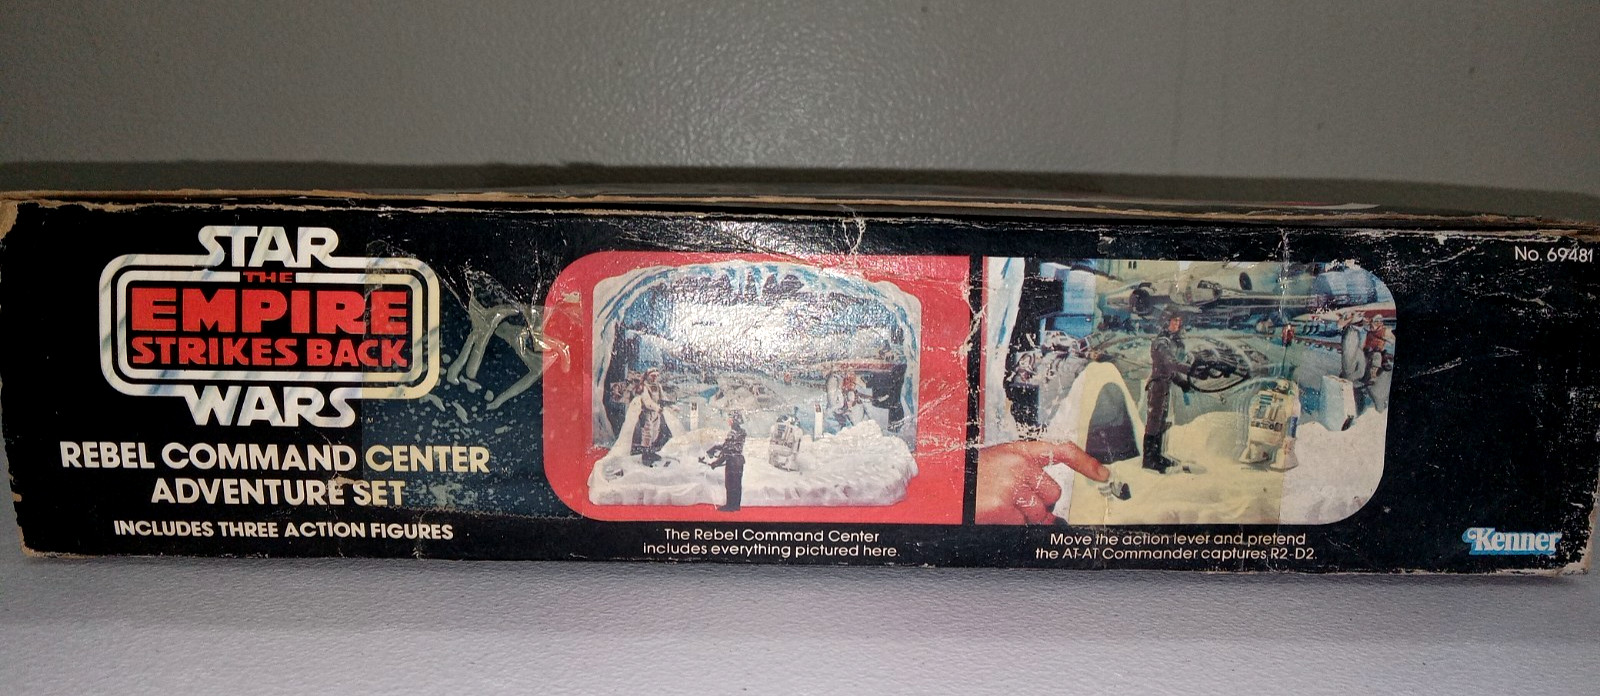 STAR
THE
EMPIRE
STRIKES BACK
WARS
REBEL COMMAND CENTER
ADVENTURE SET
INCLUDES THREE ACTION FIGURES
The Rebel Command Center
includes everything pictured here.
Move the action lever and pretend
the AT-AT Commander captures R2-D2.
No. 69481
Kenner